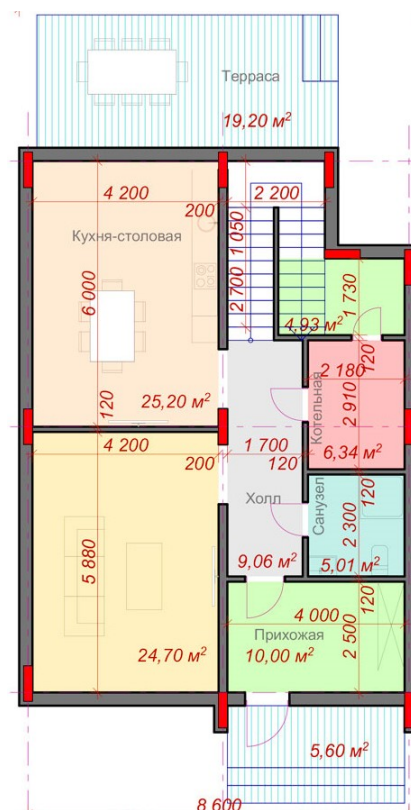 Терраса
19,20 м²
4 200
2 200
200
1 050
Кухня-столовая
2 700
6 000
1 730
4,93 м²
120
2 180
120
25,20 м²
2 910
Котельная
6,34 м²
4 200
1 700
200
120
120
Холл
Санузел
2 300
5 880
9,06 м²
5,01 м²
120
4 000
Прихожая
2 500
24,70 м²
10,00 м²
5,60 м²
8 600